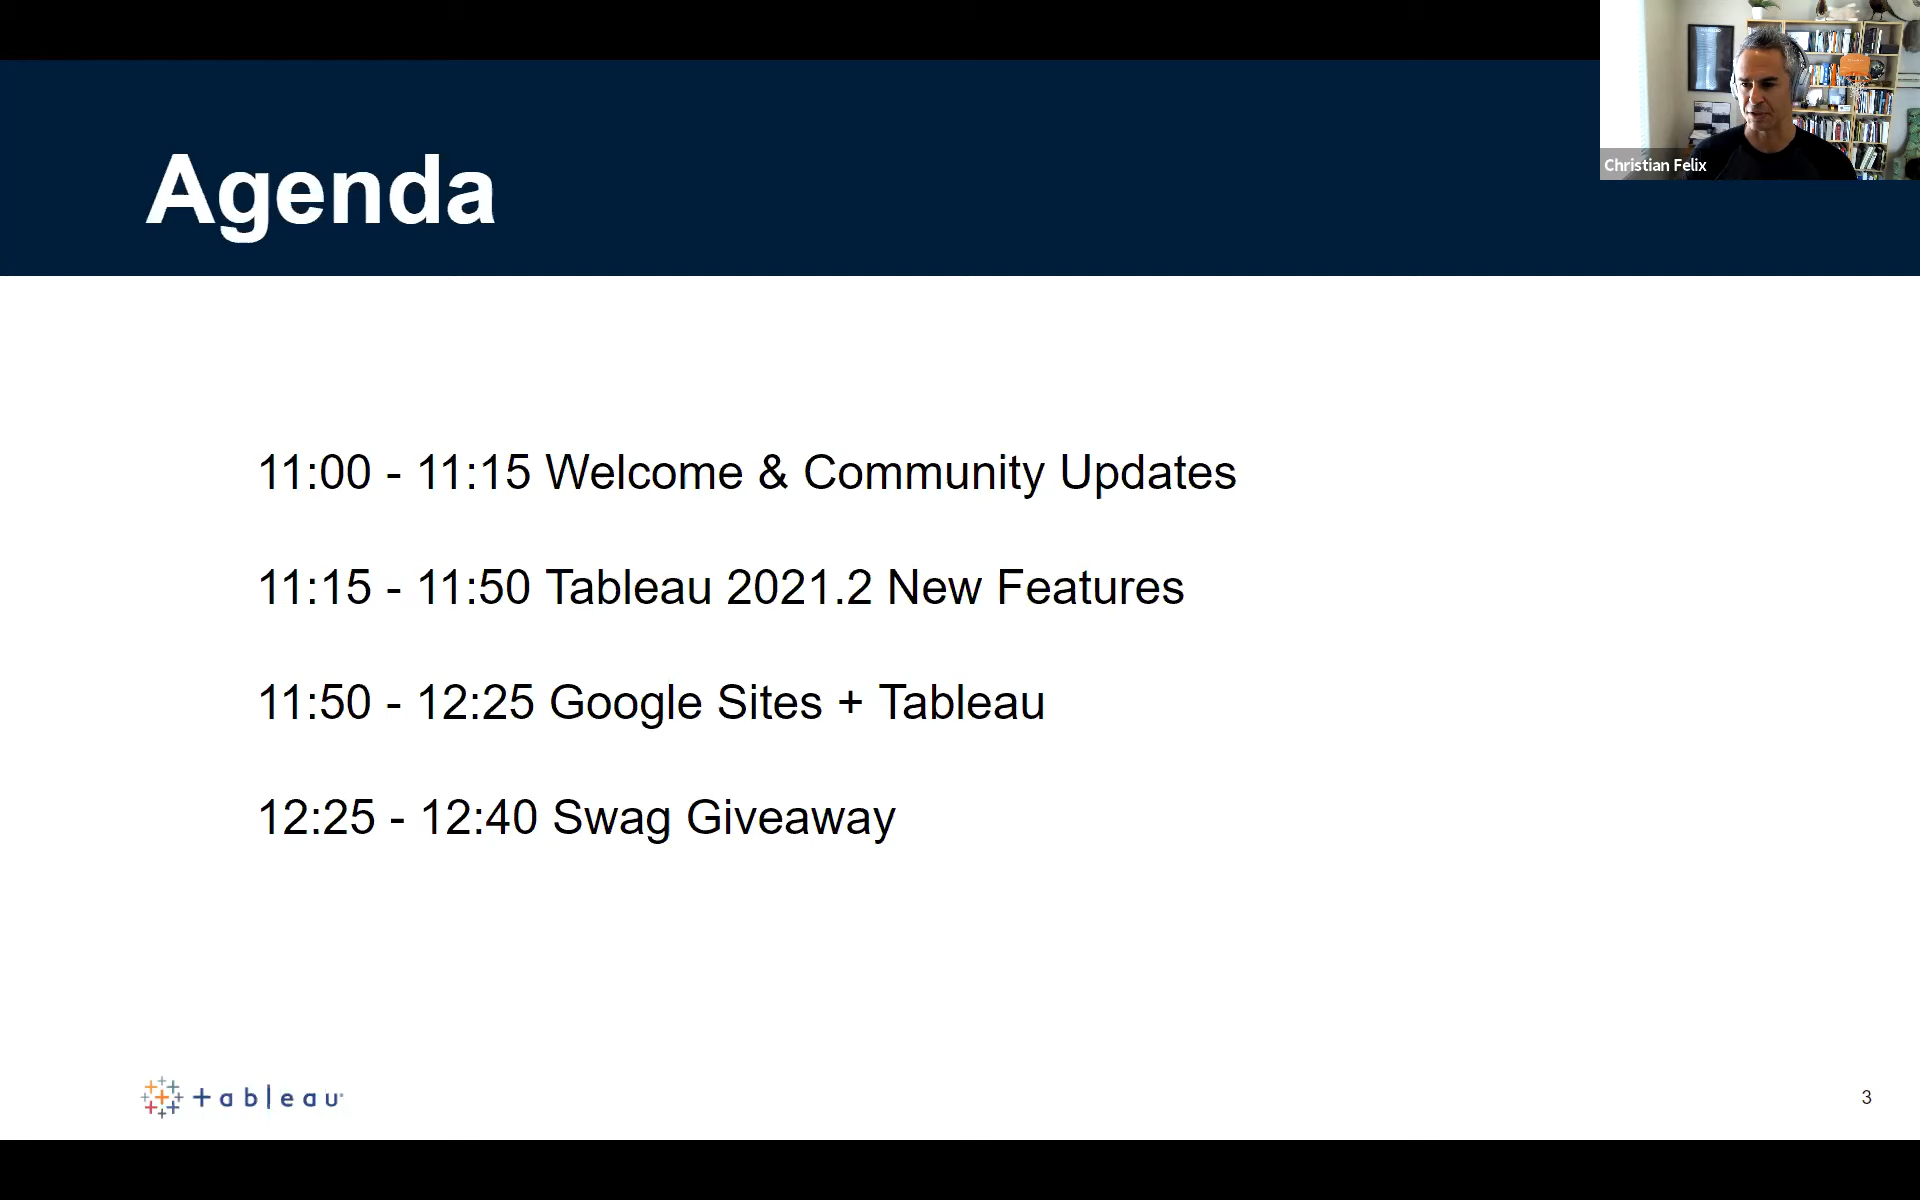 Agenda
Christian Felix
11:00 - 11:15 Welcome & Community Updates
11:15 - 11:50 Tableau 2021.2 New Features
11:50 - 12:25 Google Sites + Tableau
12:25 - 12:40 Swag Giveaway
+ableau
3